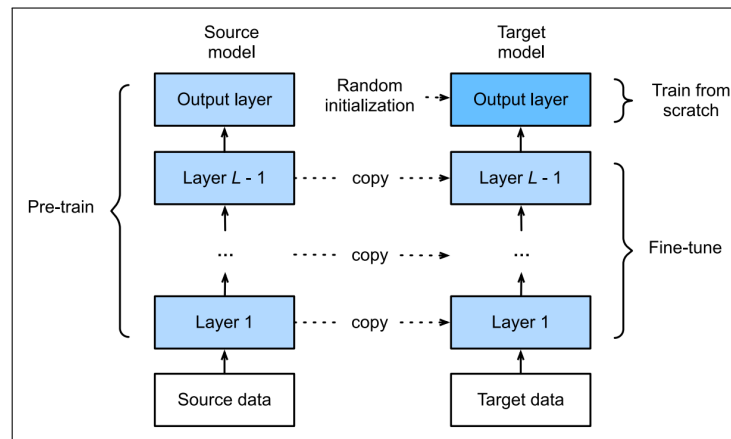 Source
model
Target
model
Output layer
Random
initialization
Output layer
Train from
scratch
Layer L - 1
copy
Layer L - 1
Pre-train
...
copy
...
Fine-tune
Layer 1
copy
Layer 1
Source data
Target data